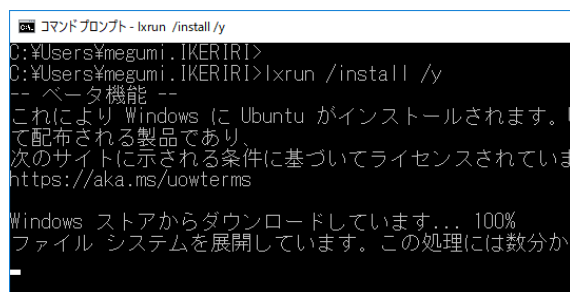 コマンド プロンプト - lxrun /install /y
C:¥Users¥megumi.IKERIRI>
C:¥Users¥megumi.IKERIRI>lxrun /install /y
-- ベータ機能 --
これにより Windows に Ubuntu がインストールされます。
て配布される製品であり、
次のサイトに示される条件に基づいてライセンスされていま
https://aka.ms/uowterms
Windows ストアからダウンロードしています... 100%
ファイル システムを展開しています。この処理には数分か